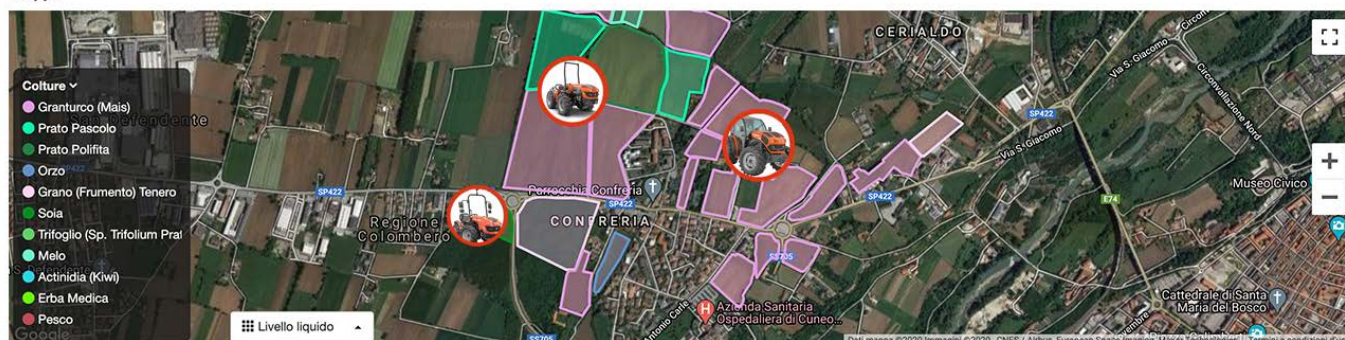 CERIALDO
Via S. Giacomo
Circonvallazione Nord
Colture
Granturco (Mais)
Prato Pascolo
Prato Polifita
Orzo
Grano (Frumento) Tenero
Soia
Trifoglio (Sp. Trifolium Prat
Melo
Actinidia (Kiwi)
Erba Medica
Pesco
San Defendente
SP422
Via S. Giacomo
SP422
Parrocchia Confreria
SP422
SP422
E74
Museo Civico
Regione
Colombero
CONFRERIA
SS705
Azienda Sanitaria
Ospedaliera di Cuneo...
Cattedrale di Santa
Maria del Bosco
Livello liquido
SS705
Google